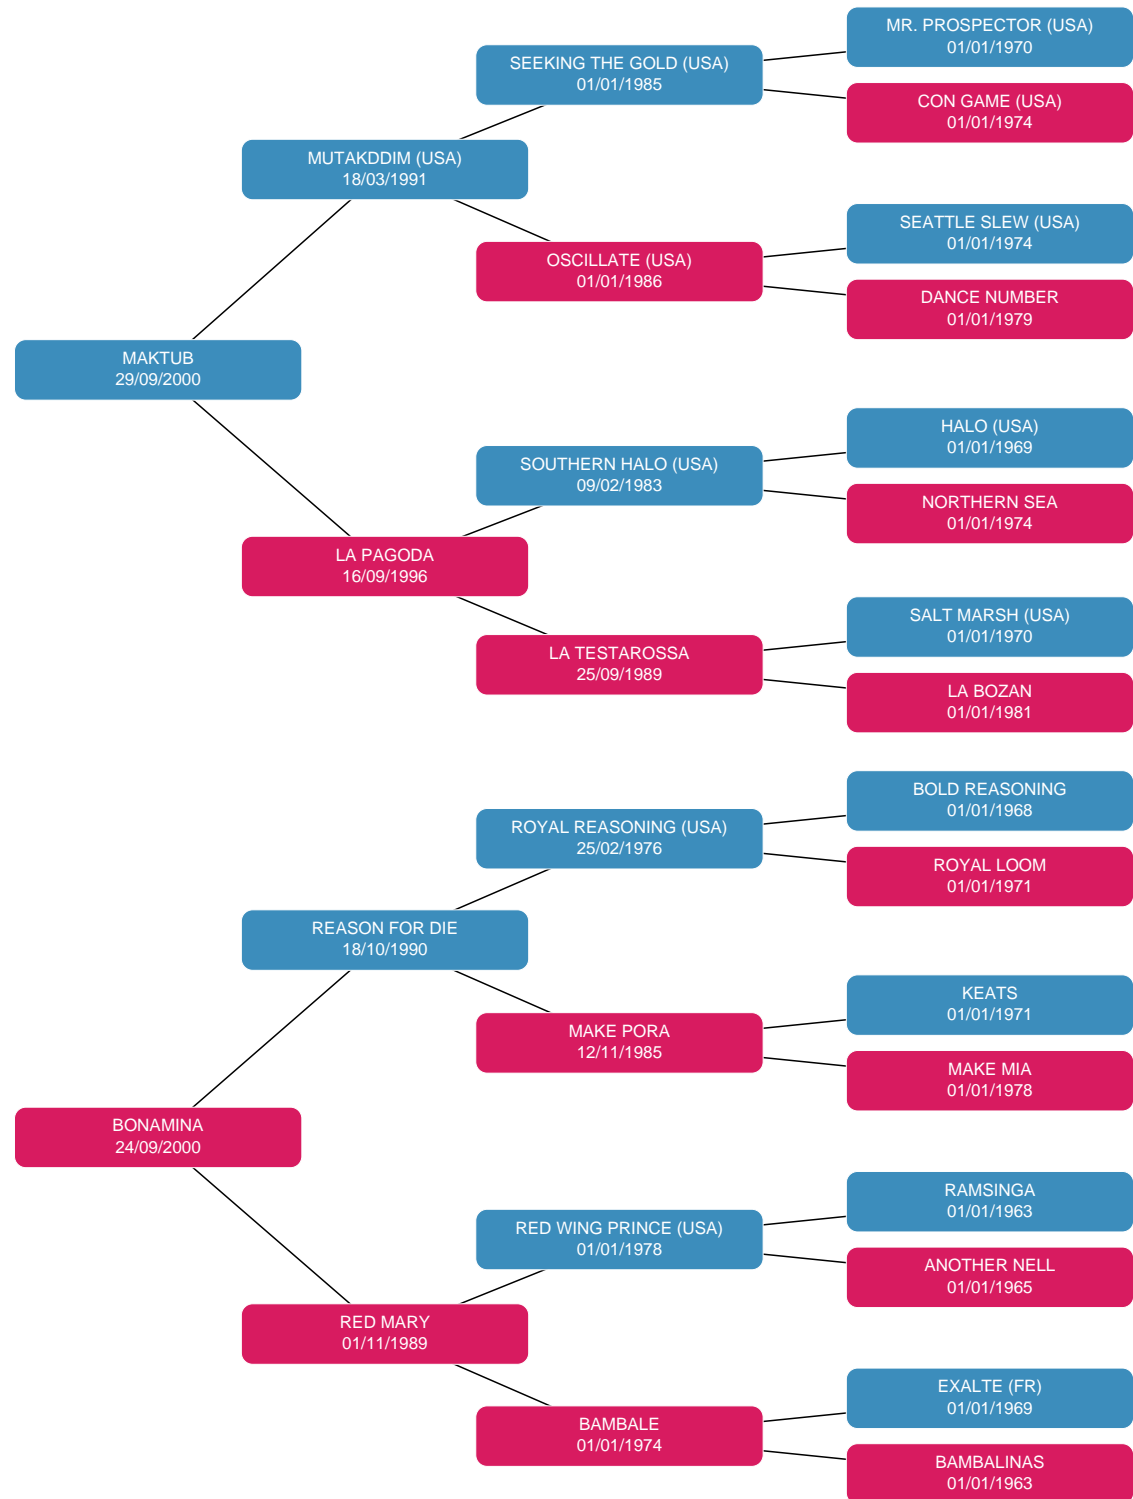 MR. PROSPECTOR (USA)
01/01/1970
SEEKING THE GOLD (USA)
01/01/1985
CON GAME (USA)
01/01/1974
MUTAKDDIM (USA)
18/03/1991
SEATTLE SLEW (USA)
01/01/1974
OSCILLATE (USA)
01/01/1986
DANCE NUMBER
01/01/1979
MAKTUB
29/09/2000
HALO (USA)
01/01/1969
SOUTHERN HALO (USA)
09/02/1983
NORTHERN SEA
01/01/1974
LA PAGODA
16/09/1996
SALT MARSH (USA)
01/01/1970
LA TESTAROSSA
25/09/1989
LA BOZAN
01/01/1981
BOLD REASONING
01/01/1968
ROYAL REASONING (USA)
25/02/1976
ROYAL LOOM
01/01/1971
REASON FOR DIE
18/10/1990
KEATS
01/01/1971
MAKE PORA
12/11/1985
MAKE MIA
01/01/1978
BONAMINA
24/09/2000
RAMSINGA
01/01/1963
RED WING PRINCE (USA)
01/01/1978
ANOTHER NELL
01/01/1965
RED MARY
01/11/1989
EXALTE (FR)
01/01/1969
BAMBALE
01/01/1974
BAMBALINAS
01/01/1963